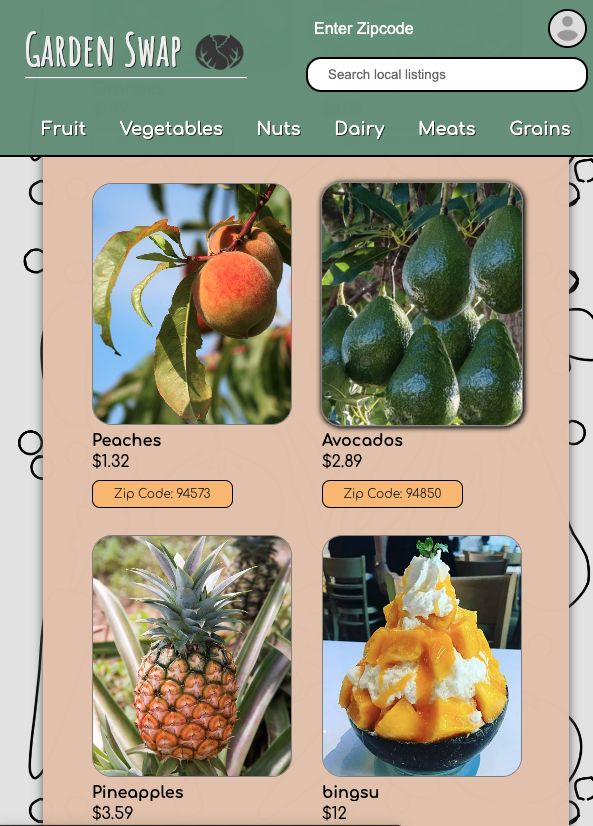 Garden Swap
Enter Zipcode
Search local listings
Fruit Vegetables Nuts Dairy Meats Grains
Peaches
$1.32
Zip Code: 94573
Avocados
$2.89
Zip Code: 94850
Pineapples
$3.59
bingsu
$12